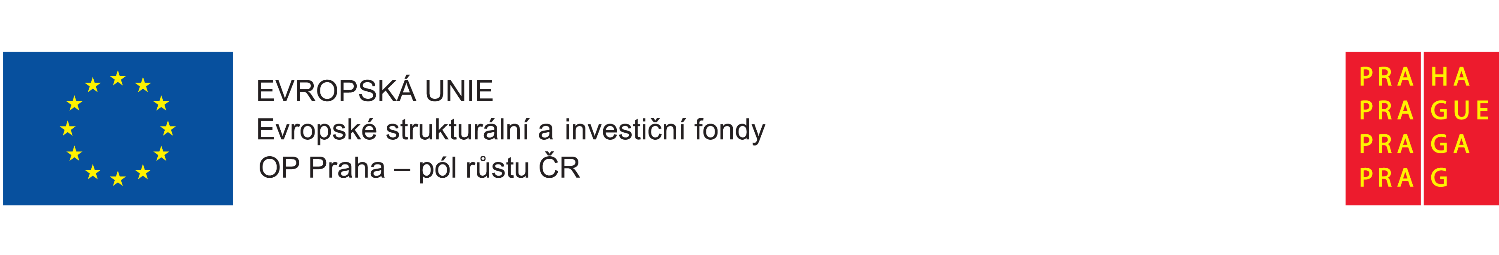 EVROPSKÁ UNIE
Evropské strukturální a investiční fondy
OP Praha – pól růstu ČR
PRA HA
PRA GUE
PRA GA
PRA G